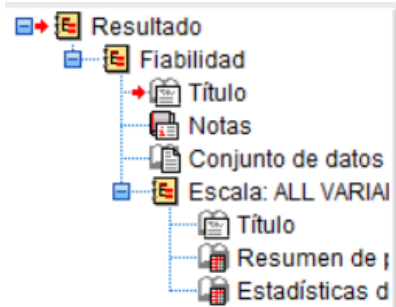 Resultado
Fiabilidad
Título
Notas
Conjunto de datos
Escala: ALL VARIAI
Título
Resumen de p
Estadísticas d